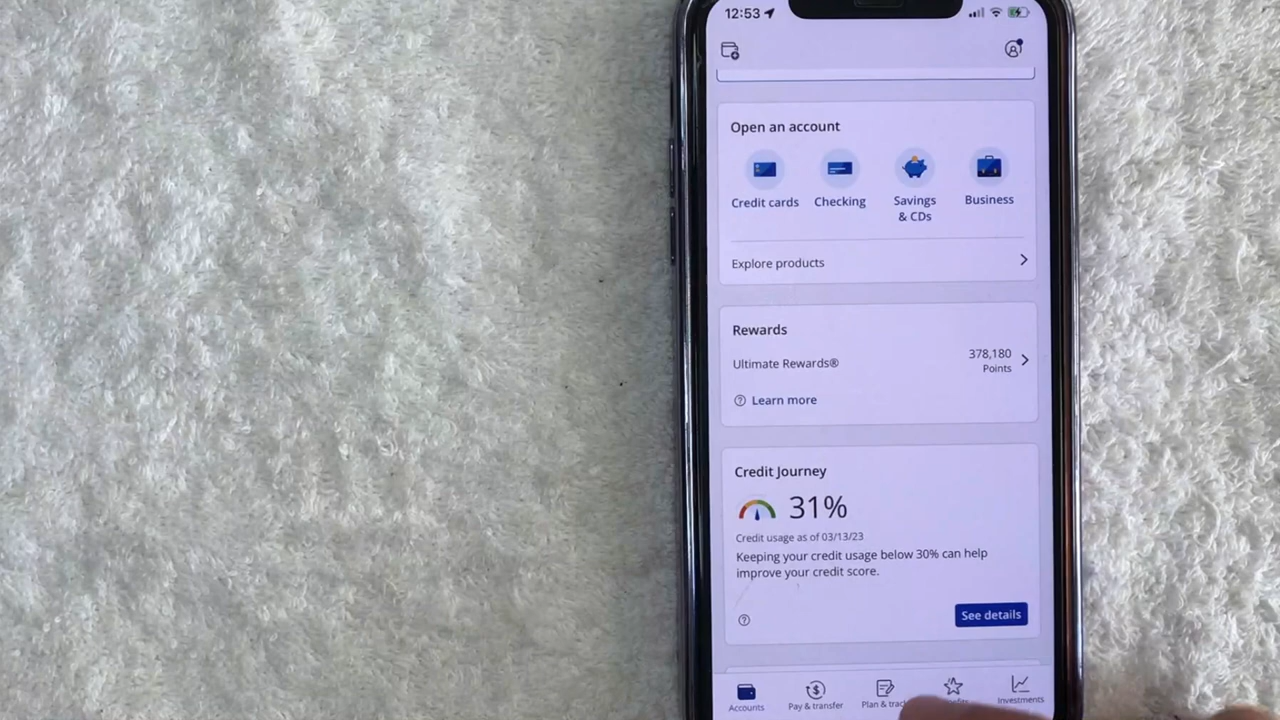 12:53
Open an account
Credit cards
Checking
Savings
& CDs
Business
Explore products
Rewards
Ultimate Rewards®
378,180
Points
Learn more
Credit Journey
31%
Credit usage as of 03/13/23
Keeping your credit usage below 30% can help
improve your credit score.
See details
Accounts
Pay & transfer
Plan &
Investments